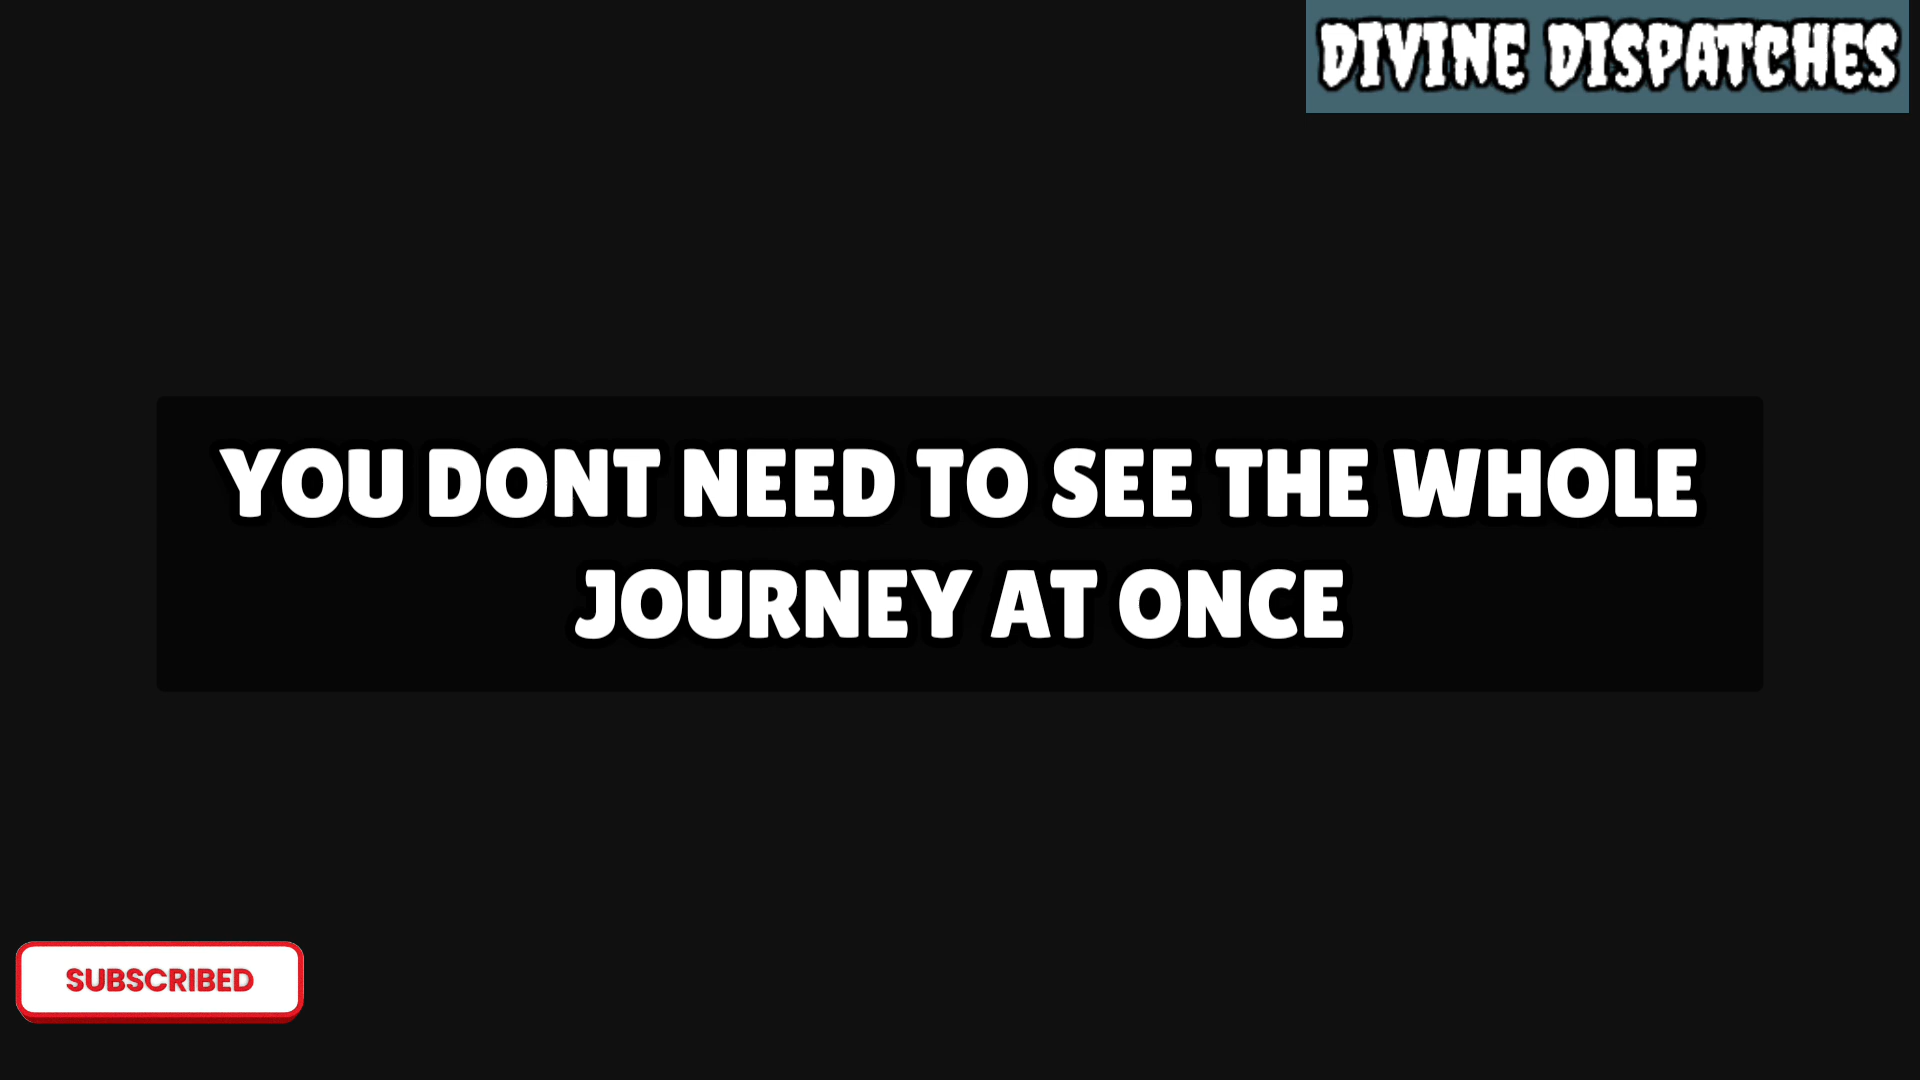 DIVINE DISPATCHES
YOU DONT NEED TO SEE THE WHOLE
JOURNEY AT ONCE
SUBSCRIBED